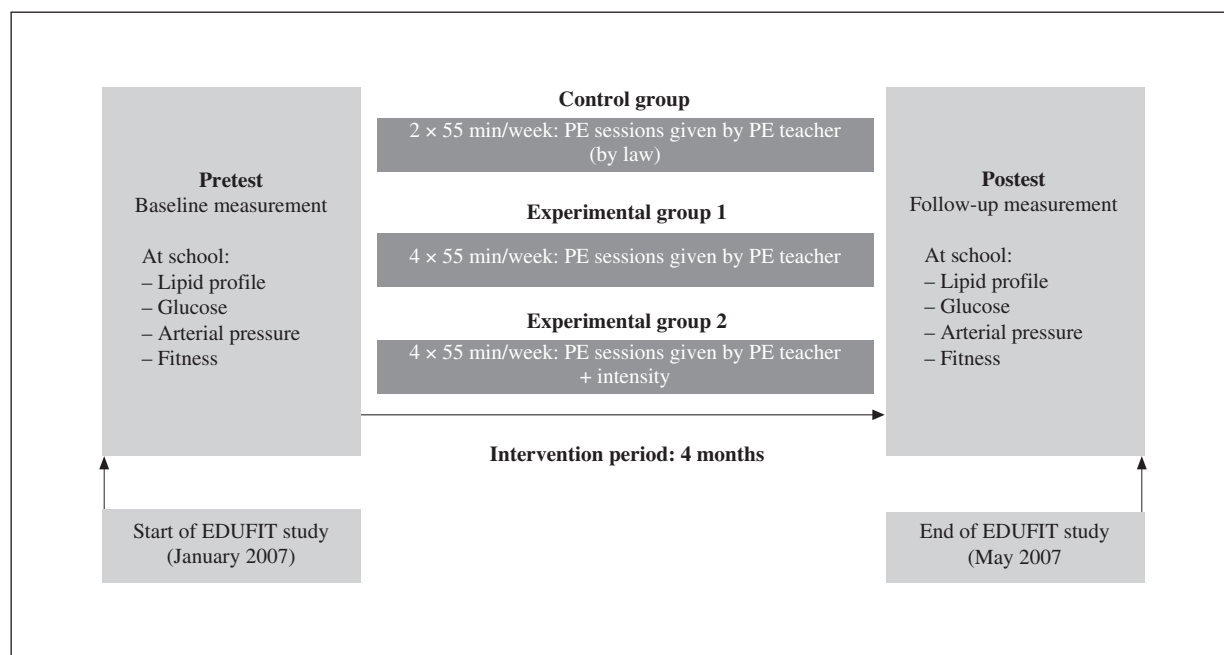 Pretest
Baseline measurement
At school:
– Lipid profile
– Glucose
– Arterial pressure
– Fitness
Control group
2 × 55 min/week: PE sessions given by PE teacher
(by law)
Experimental group 1
4 × 55 min/week: PE sessions given by PE teacher
Experimental group 2
4 × 55 min/week: PE sessions given by PE teacher
+ intensity
Intervention period: 4 months
Postest
Follow-up measurement
At school:
– Lipid profile
– Glucose
– Arterial pressure
– Fitness
Start of EDUFIT study
(January 2007)
End of EDUFIT study
(May 2007